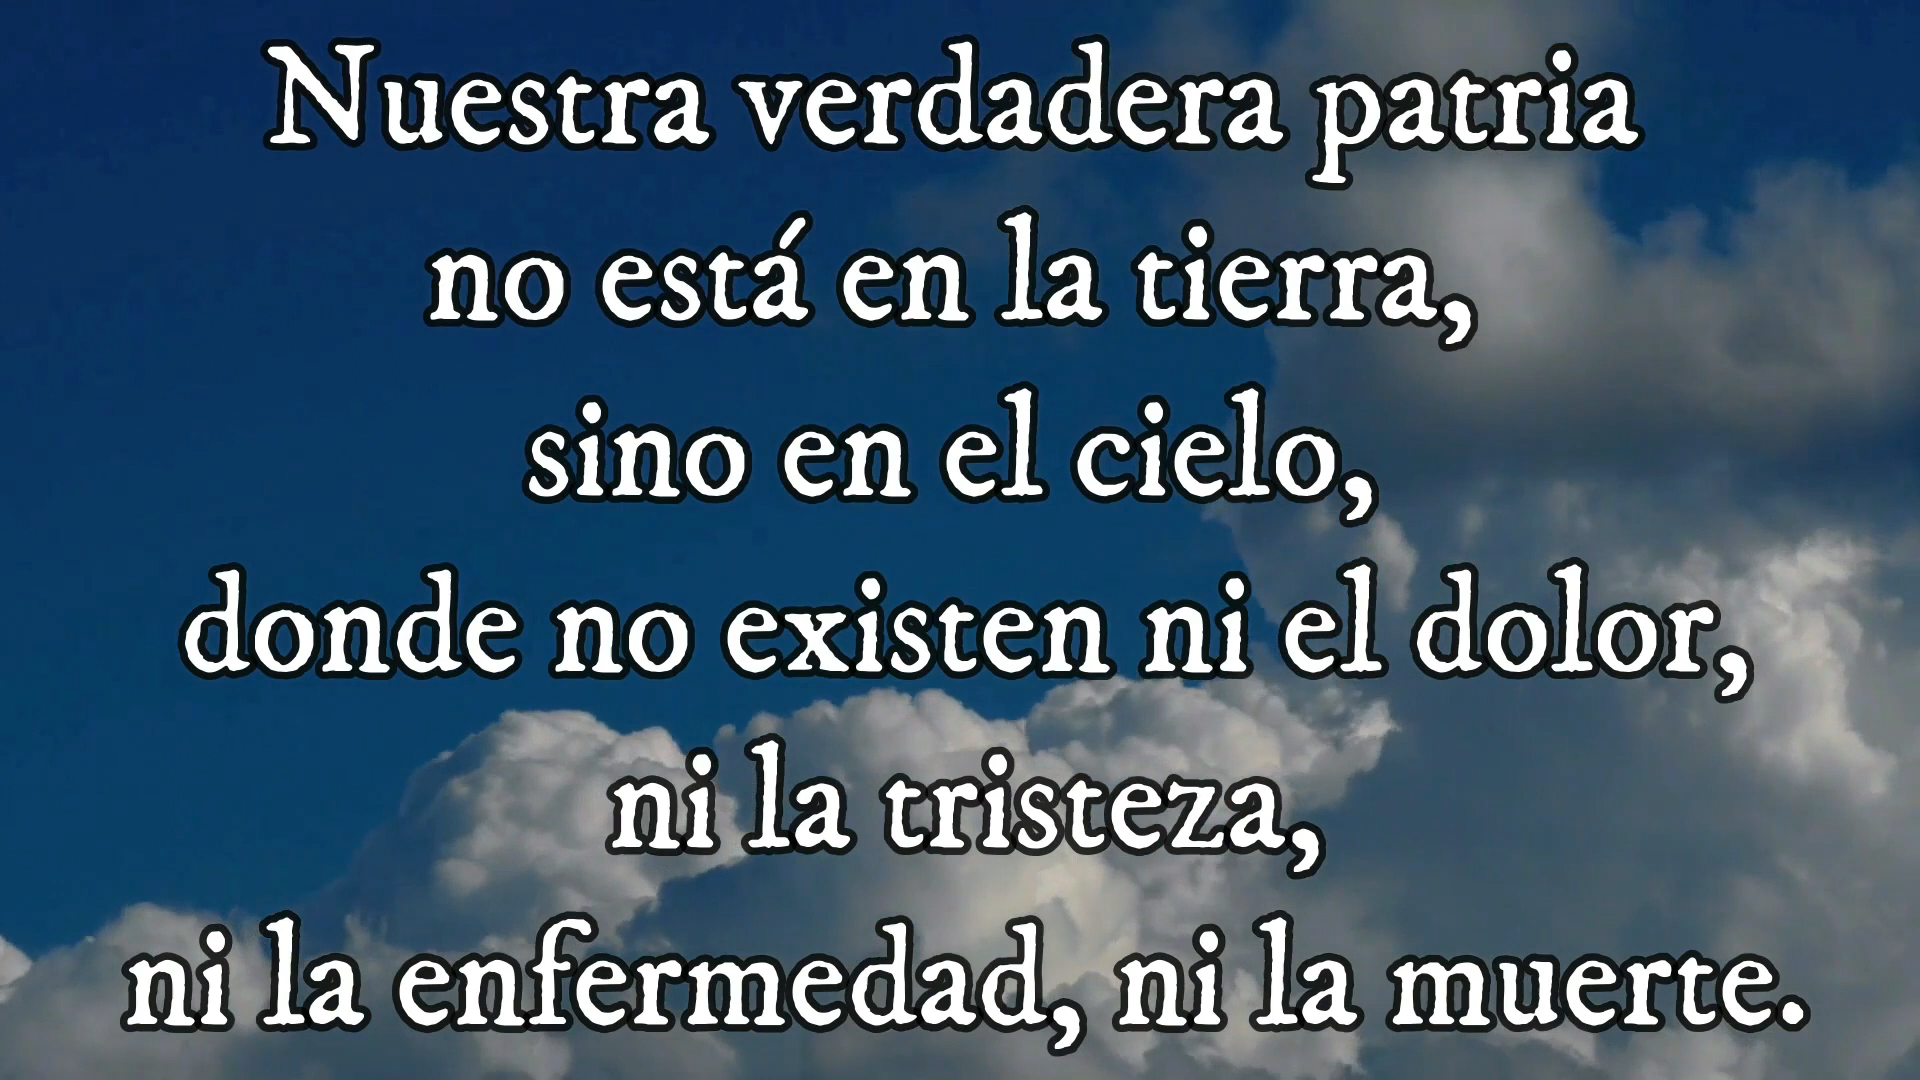 Nuestra verdadera patria
no está en la tierra,
sino en el cielo,
donde no existen ni el dolor,
ni la tristeza,
ni la enfermedad, ni la muerte.